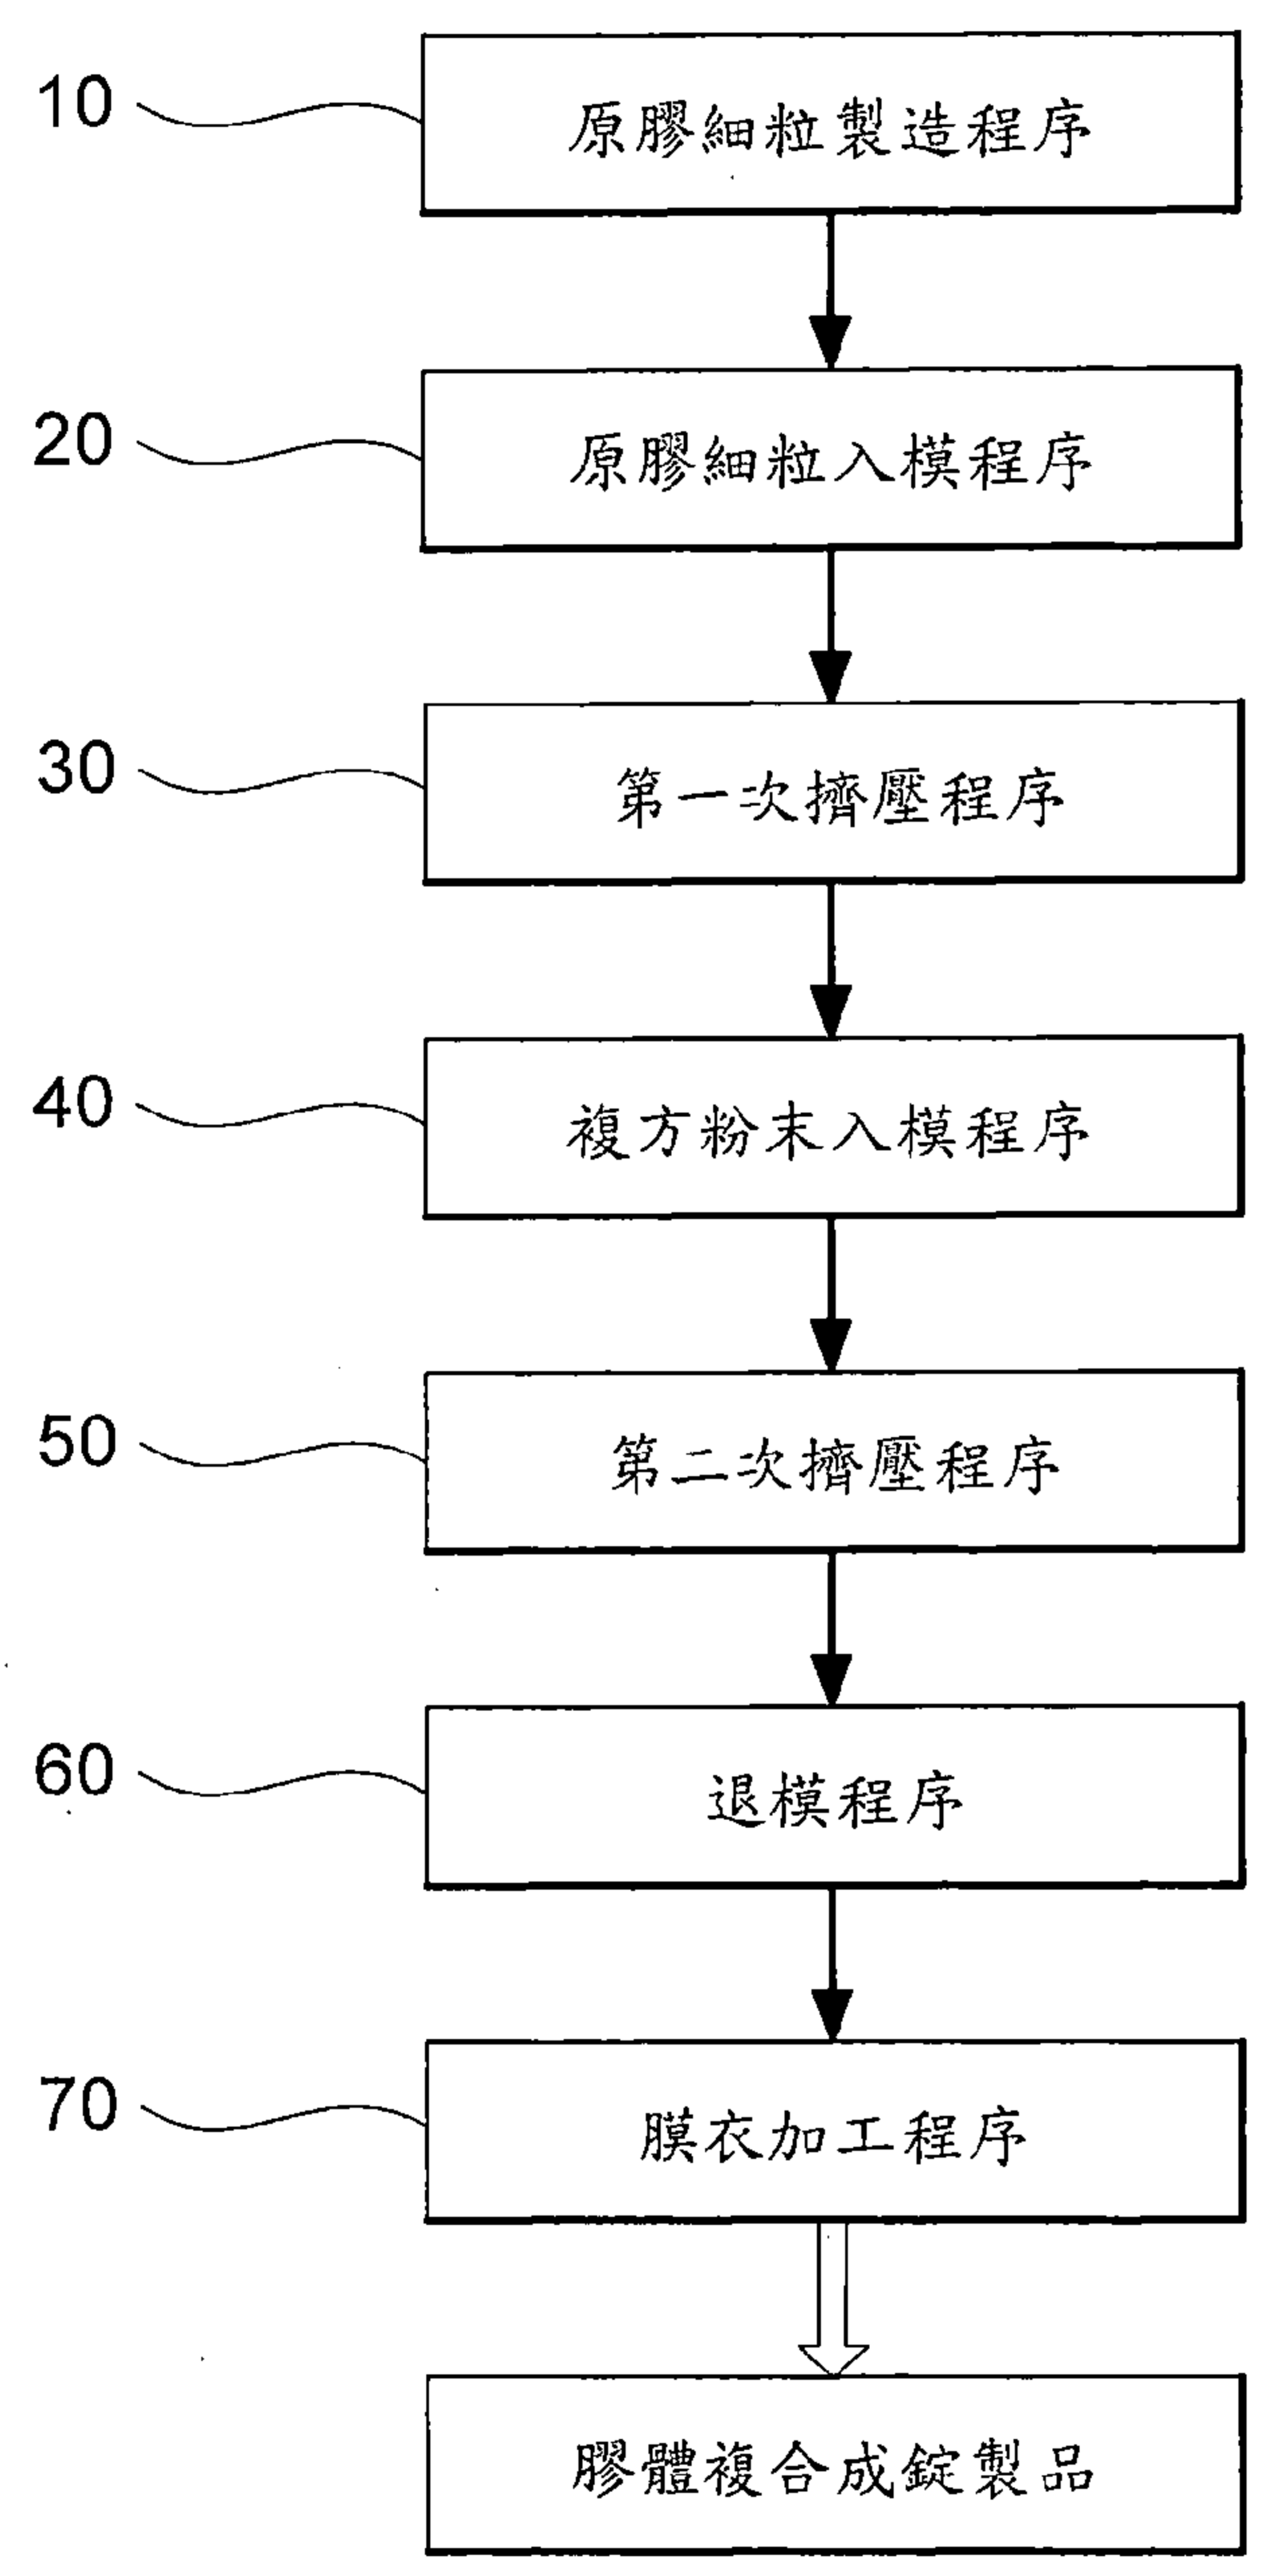 10 原膠細粒製造程序
20 原膠細粒入模程序
30 第一次擠壓程序
40 複方粉末入模程序
50 第二次擠壓程序
60 退模程序
70 膜衣加工程序
膠體複合成錠製品